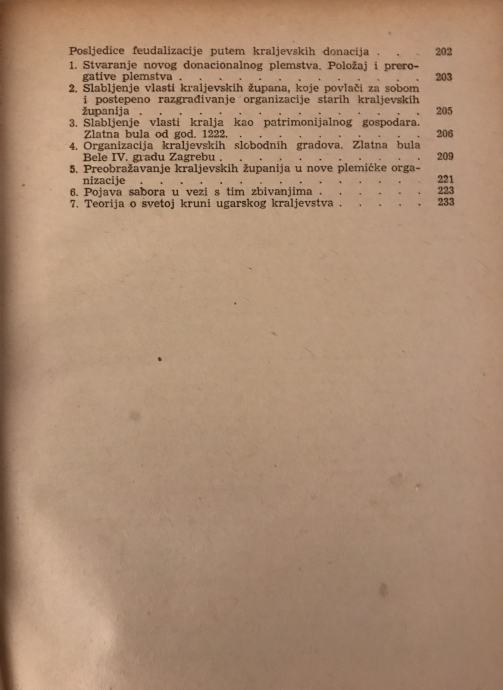 Posljedice feudalizacije putem kraljevskih donacija . . . 202
1. Stvaranje novog donacionalnog plemstva. Položaj i prero-
gative plemstva . . . . . . . . . . . . 203
2. Slabljenje vlasti kraljevskih župana, koje povlači za sobom
i postepeno razgrađivanje organizacije starih kraljevskih
županija . . . . . . . . . . . . . . 205
3. Slabljenje vlasti kralja kao patrimonijalnog gospodara.
Zlatna bula od god. 1222. . . . . . . . . . 206
4. Organizacija kraljevskih slobodnih gradova. Zlatna bula
Bele IV. gradu Zagrebu . . . . . . . . . . 209
5. Preobražavanje kraljevskih županija u nove plemićke orga-
nizacije . . . . . . . . . . . . . . 221
6. Pojava sabora u vezi s tim zbivanjima . . . . . . 223
7. Teorija o svetoj kruni ugarskog kraljevstva . . . . . 233